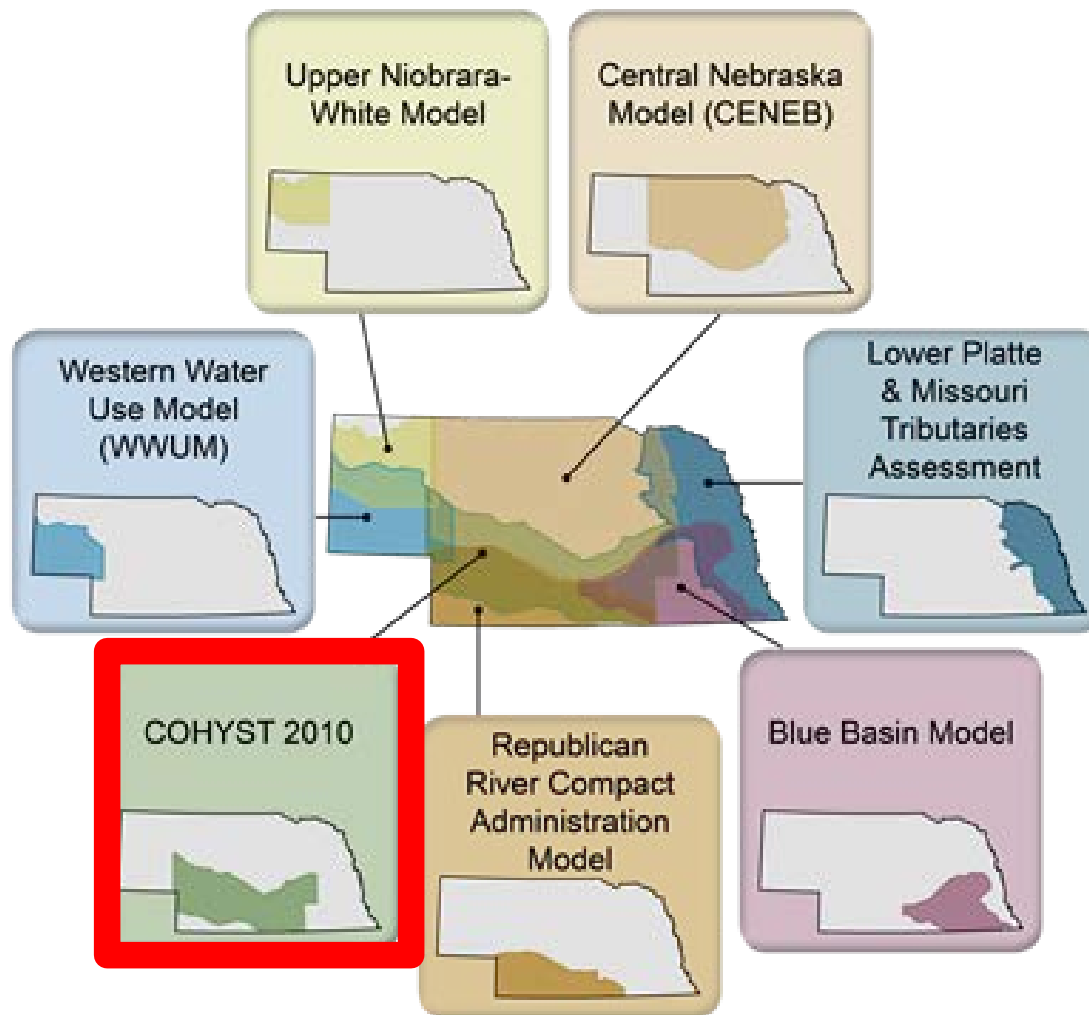 Upper Niobrara-
White Model
Central Nebraska
Model (CENEB)
Western Water
Use Model
(WWUM)
Lower Platte
& Missouri
Tributaries
Assessment
COHYST 2010
Republican
River Compact
Administration
Model
Blue Basin Model